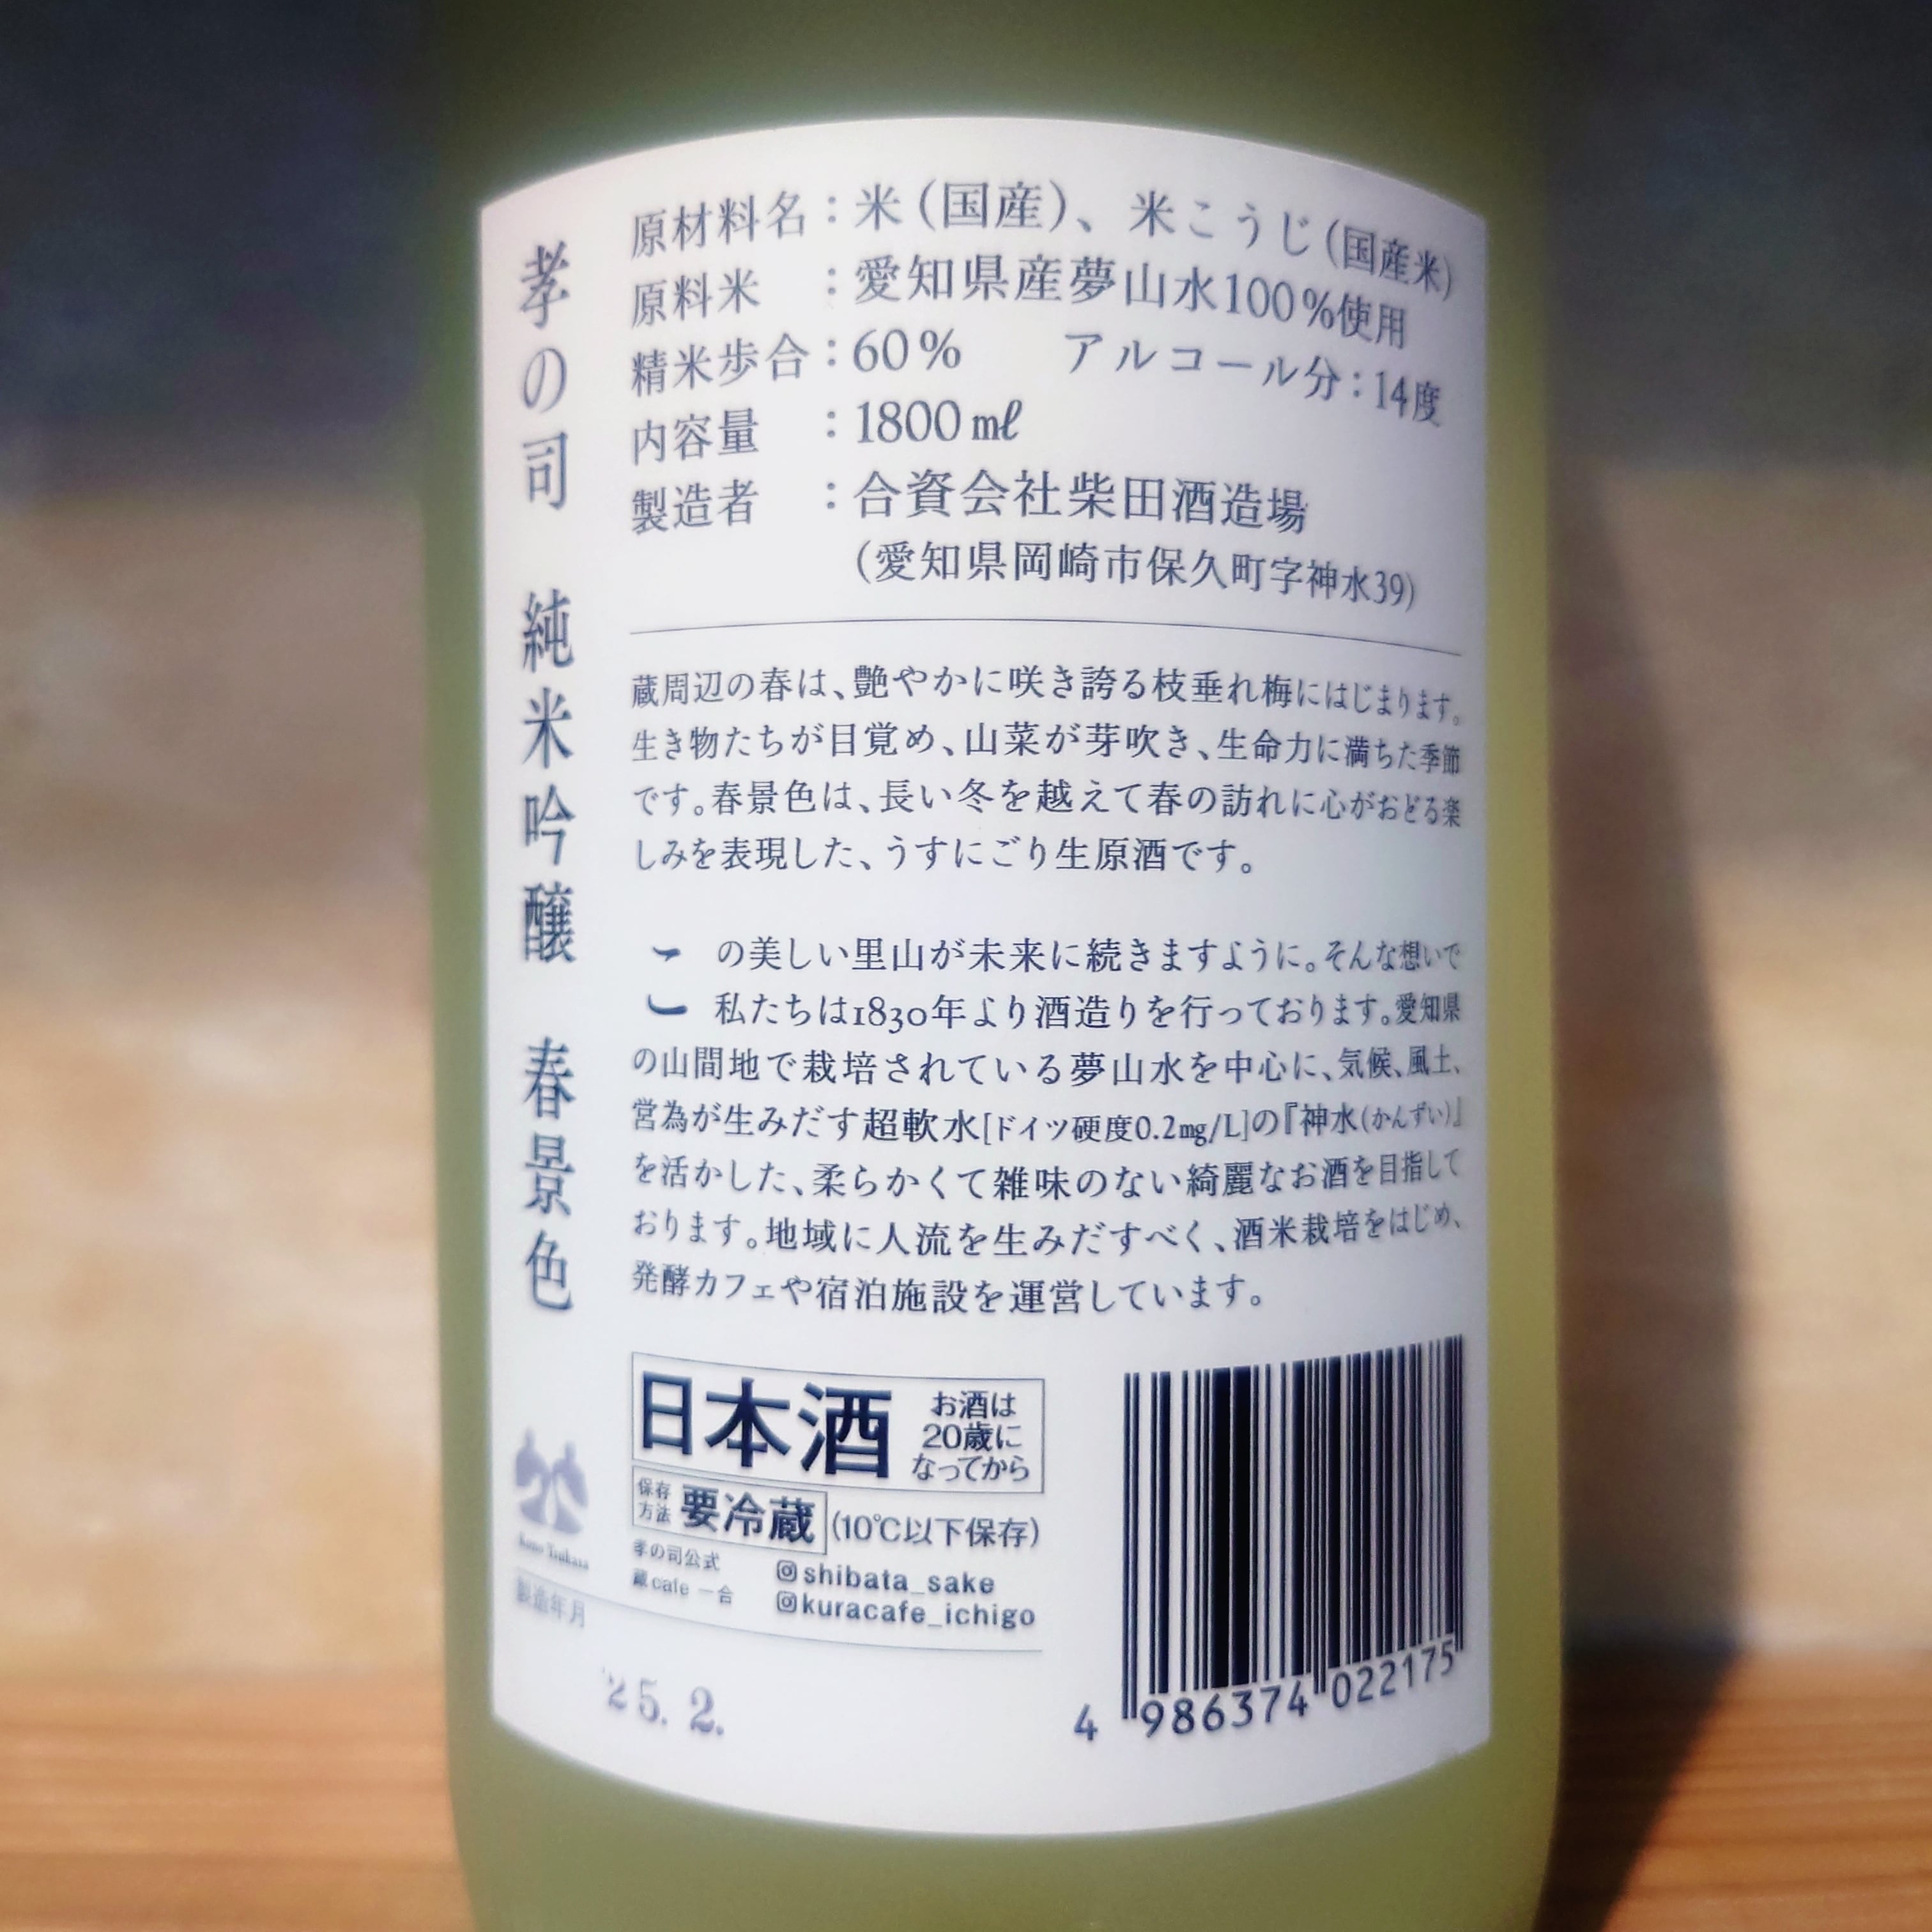 孝の司 純米吟醸 春景色
原材料名：米（国産）、米こうじ（国産米）
原料米：愛知県産夢山水100％使用
精米歩合：60％ アルコール分：14度
内容量：1800㎖
製造者：合資会社柴田酒造場
（愛知県岡崎市保久町字神水39）
蔵周辺の春は、艶やかに咲き誇る枝垂れ梅にはじまります。
生き物たちが目覚め、山菜が芽吹き、生命力に満ちた季節
です。春景色は、長い冬を越えて春の訪れに心がおどる楽
しみを表現した、うすにごり生原酒です。
この美しい里山が未来に続きますように。そんな想いで
私たちは1830年より酒造りを行っております。愛知県
の山間地で栽培されている夢山水を中心に、気候、風土、
営為が生みだす超軟水[ドイツ硬度0.2㎎/L]の『神水（かんずい）』
を活かした、柔らかくて雑味のない綺麗なお酒を目指して
おります。地域に人流を生みだすべく、酒米栽培をはじめ、
発酵カフェや宿泊施設を運営しています。
日本酒
お酒は
20歳に
なってから
保存
方法
要冷蔵（10℃以下保存）
孝の司公式 shibata_sake
蔵cafe 一合 kuracafe_ichigo
Kono Tsukasa
製造年月
'25. 2.
4 986374 022175